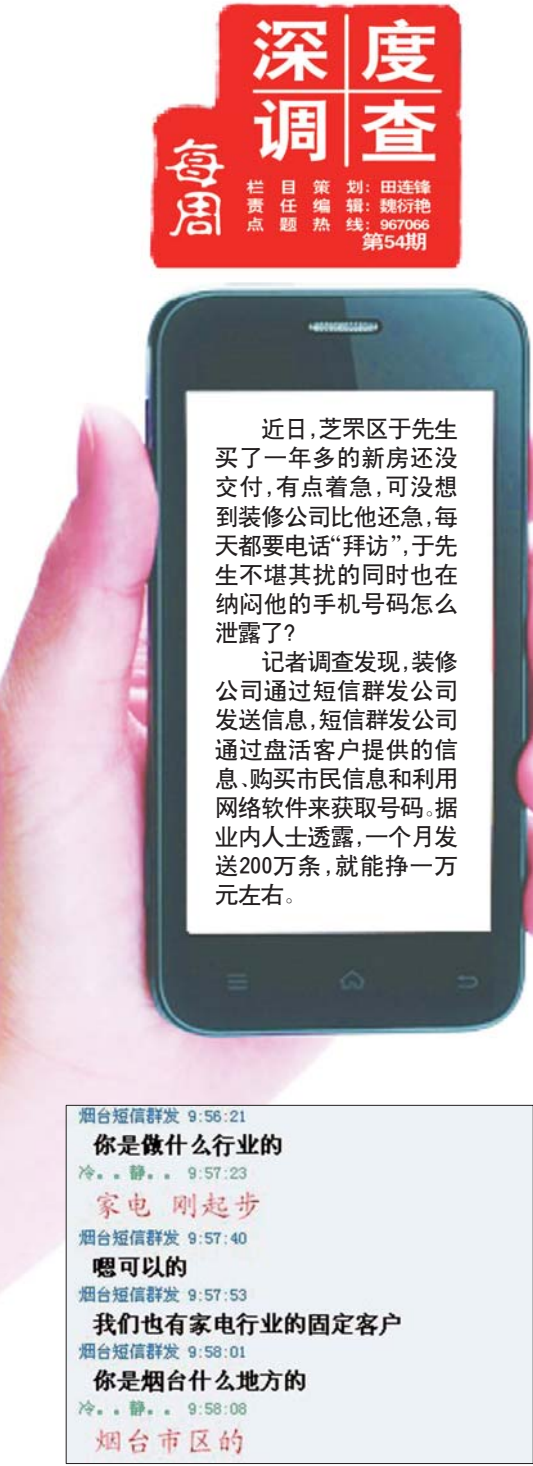 深度
调查
每周
栏目策划：田连锋
责任编辑：魏衍艳
点题热线：967066
第54期
近日，芝罘区于先生
买了一年多的新房还没
交付，有点着急，可没想
到装修公司比他还急，每
天都要电话“拜访”，于先
生不堪其扰的同时也在
纳闷他的手机号码怎么
泄露了？
记者调查发现，装修
公司通过短信群发公司
发送信息，短信群发公司
通过盘活客户提供的信
息、购买市民信息和利用
网络软件来获取号码。据
业内人士透露，一个月发
送200万条，就能挣一万
元左右。
烟台短信群发 9:56:21
你是做什么行业的
冷。。静。。 9:57:23
家电 刚起步
烟台短信群发 9:57:40
嗯可以的
烟台短信群发 9:57:53
我们也有家电行业的固定客户
烟台短信群发 9:58:01
你是烟台什么地方的
冷。。静。。 9:58:08
烟台市区的